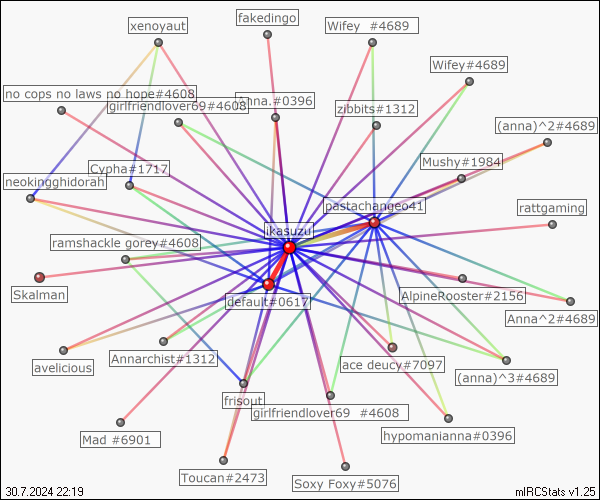 fakedingo
xenoyaut
Wifey  #4689
Wifey#4689
no cops no laws no hope#4608
girlfriendlover69#4608
zibbits#1312
(anna)^2#4689
Mushy#1984
Cypha#1717
neokingghidorah
pastachangeo41
rattgaming
ikasuzu
ramshackle gorey#4608
Skalman
default#0617
AlpineRooster#2156
Anna^2#4689
avelicious
Annarchist#1312
ace deucy#7097
(anna)^3#4689
frisout
girlfriendlover69  #4608
Mad #6901
hypomanianna#0396
Toucan#2473
Soxy Foxy#5076
30.7.2024 22:19
mIRCStats v1.25